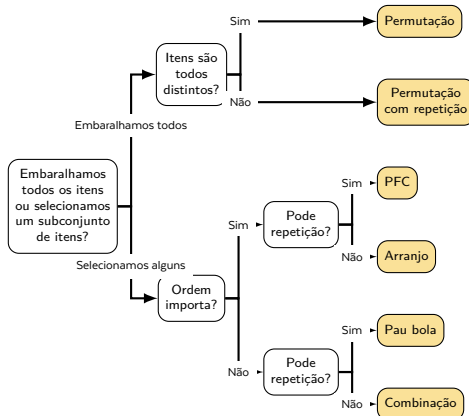 Sim
Permutação
Itens são
todos
distintos?
Não
Permutação
com repetição
Embaralhamos todos
Embaralhamos
todos os itens
ou selecionamos
um subconjunto
de itens?
Selecionamos alguns
Ordem
importa?
Sim
Pode
repetição?
Sim
PFC
Não
Arranjo
Não
Pode
repetição?
Sim
Pau bola
Não
Combinação